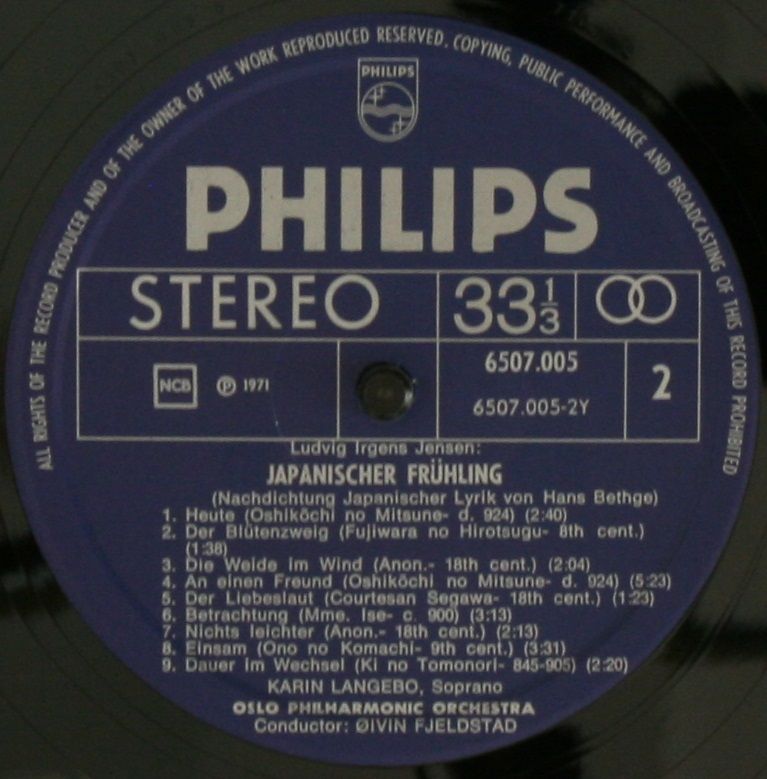 ALL RIGHTS OF THE RECORD PRODUCER AND OF THE OWNER OF THE WORK REPRODUCED RESERVED. COPYING, PUBLIC PERFORMANCE AND BROADCASTING OF THIS RECORD PROHIBITED
PHILIPS
PHILIPS
STEREO 33 1/3
NCB ℗ 1971 6507.005 2
6507.005-2Y
Ludvig Irgens Jensen:
JAPANISCHER FRÜHLING
(Nachdichtung Japanischer Lyrik von Hans Bethge)
1. Heute (Oshikōchi no Mitsune- d. 924) (2:40)
2. Der Blütenzweig (Fujiwara no Hirotsugu- 8th cent.)
(1:38)
3. Die Weide im Wind (Anon.- 18th cent.) (2:04)
4. An einen Freund (Oshikōchi no Mitsune- d. 924) (5:23)
5. Der Liebeslaut (Courtesan Segawa- 18th cent.) (1:23)
6. Betrachtung (Mme. Ise- c. 900) (3:13)
7. Nichts leichter (Anon.- 18th cent.) (2:13)
8. Einsam (Ono no Komachi- 9th cent.) (3:31)
9. Dauer im Wechsel (Ki no Tomonori- 845-905) (2:20)
KARIN LANGEBO, Soprano
OSLO PHILHARMONIC ORCHESTRA
Conductor: ØIVIN FJELDSTAD